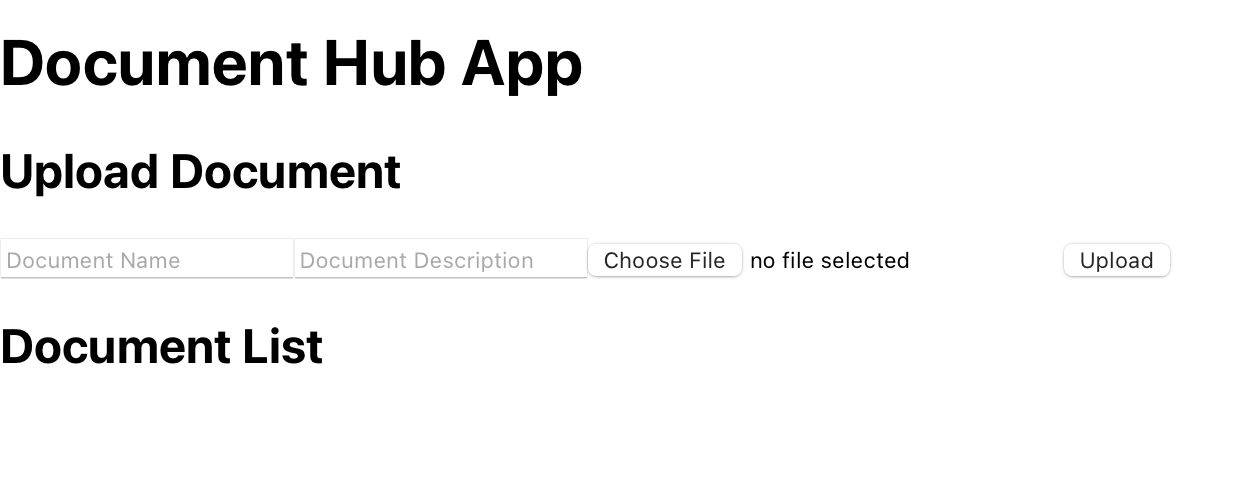 Document Hub App
Upload Document
Document Name Document Description Choose File no file selected Upload
Document List